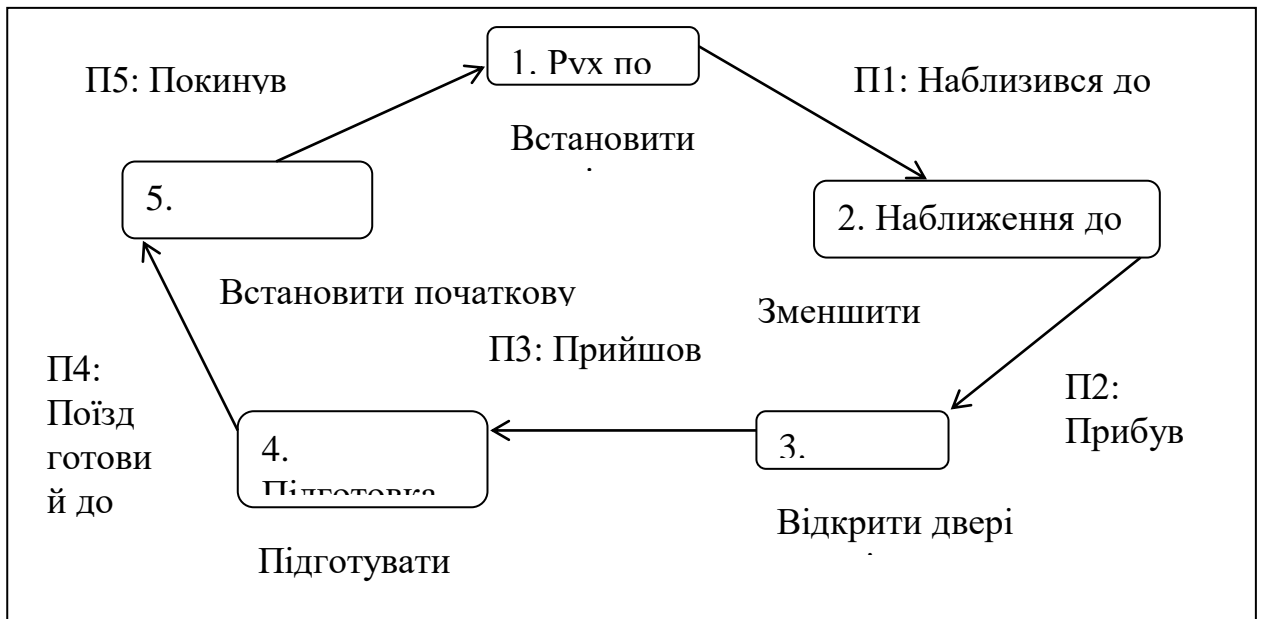 1. Рух по
П5: Покинув
П1: Наблизився до
Встановити
5.
2. Наближення до
Встановити початкову
Зменшити
П3: Прийшов
П4:
Поїзд
готови
й до
П2:
Прибув
4.
Підготовка
3.
Відкрити двері
Підготувати